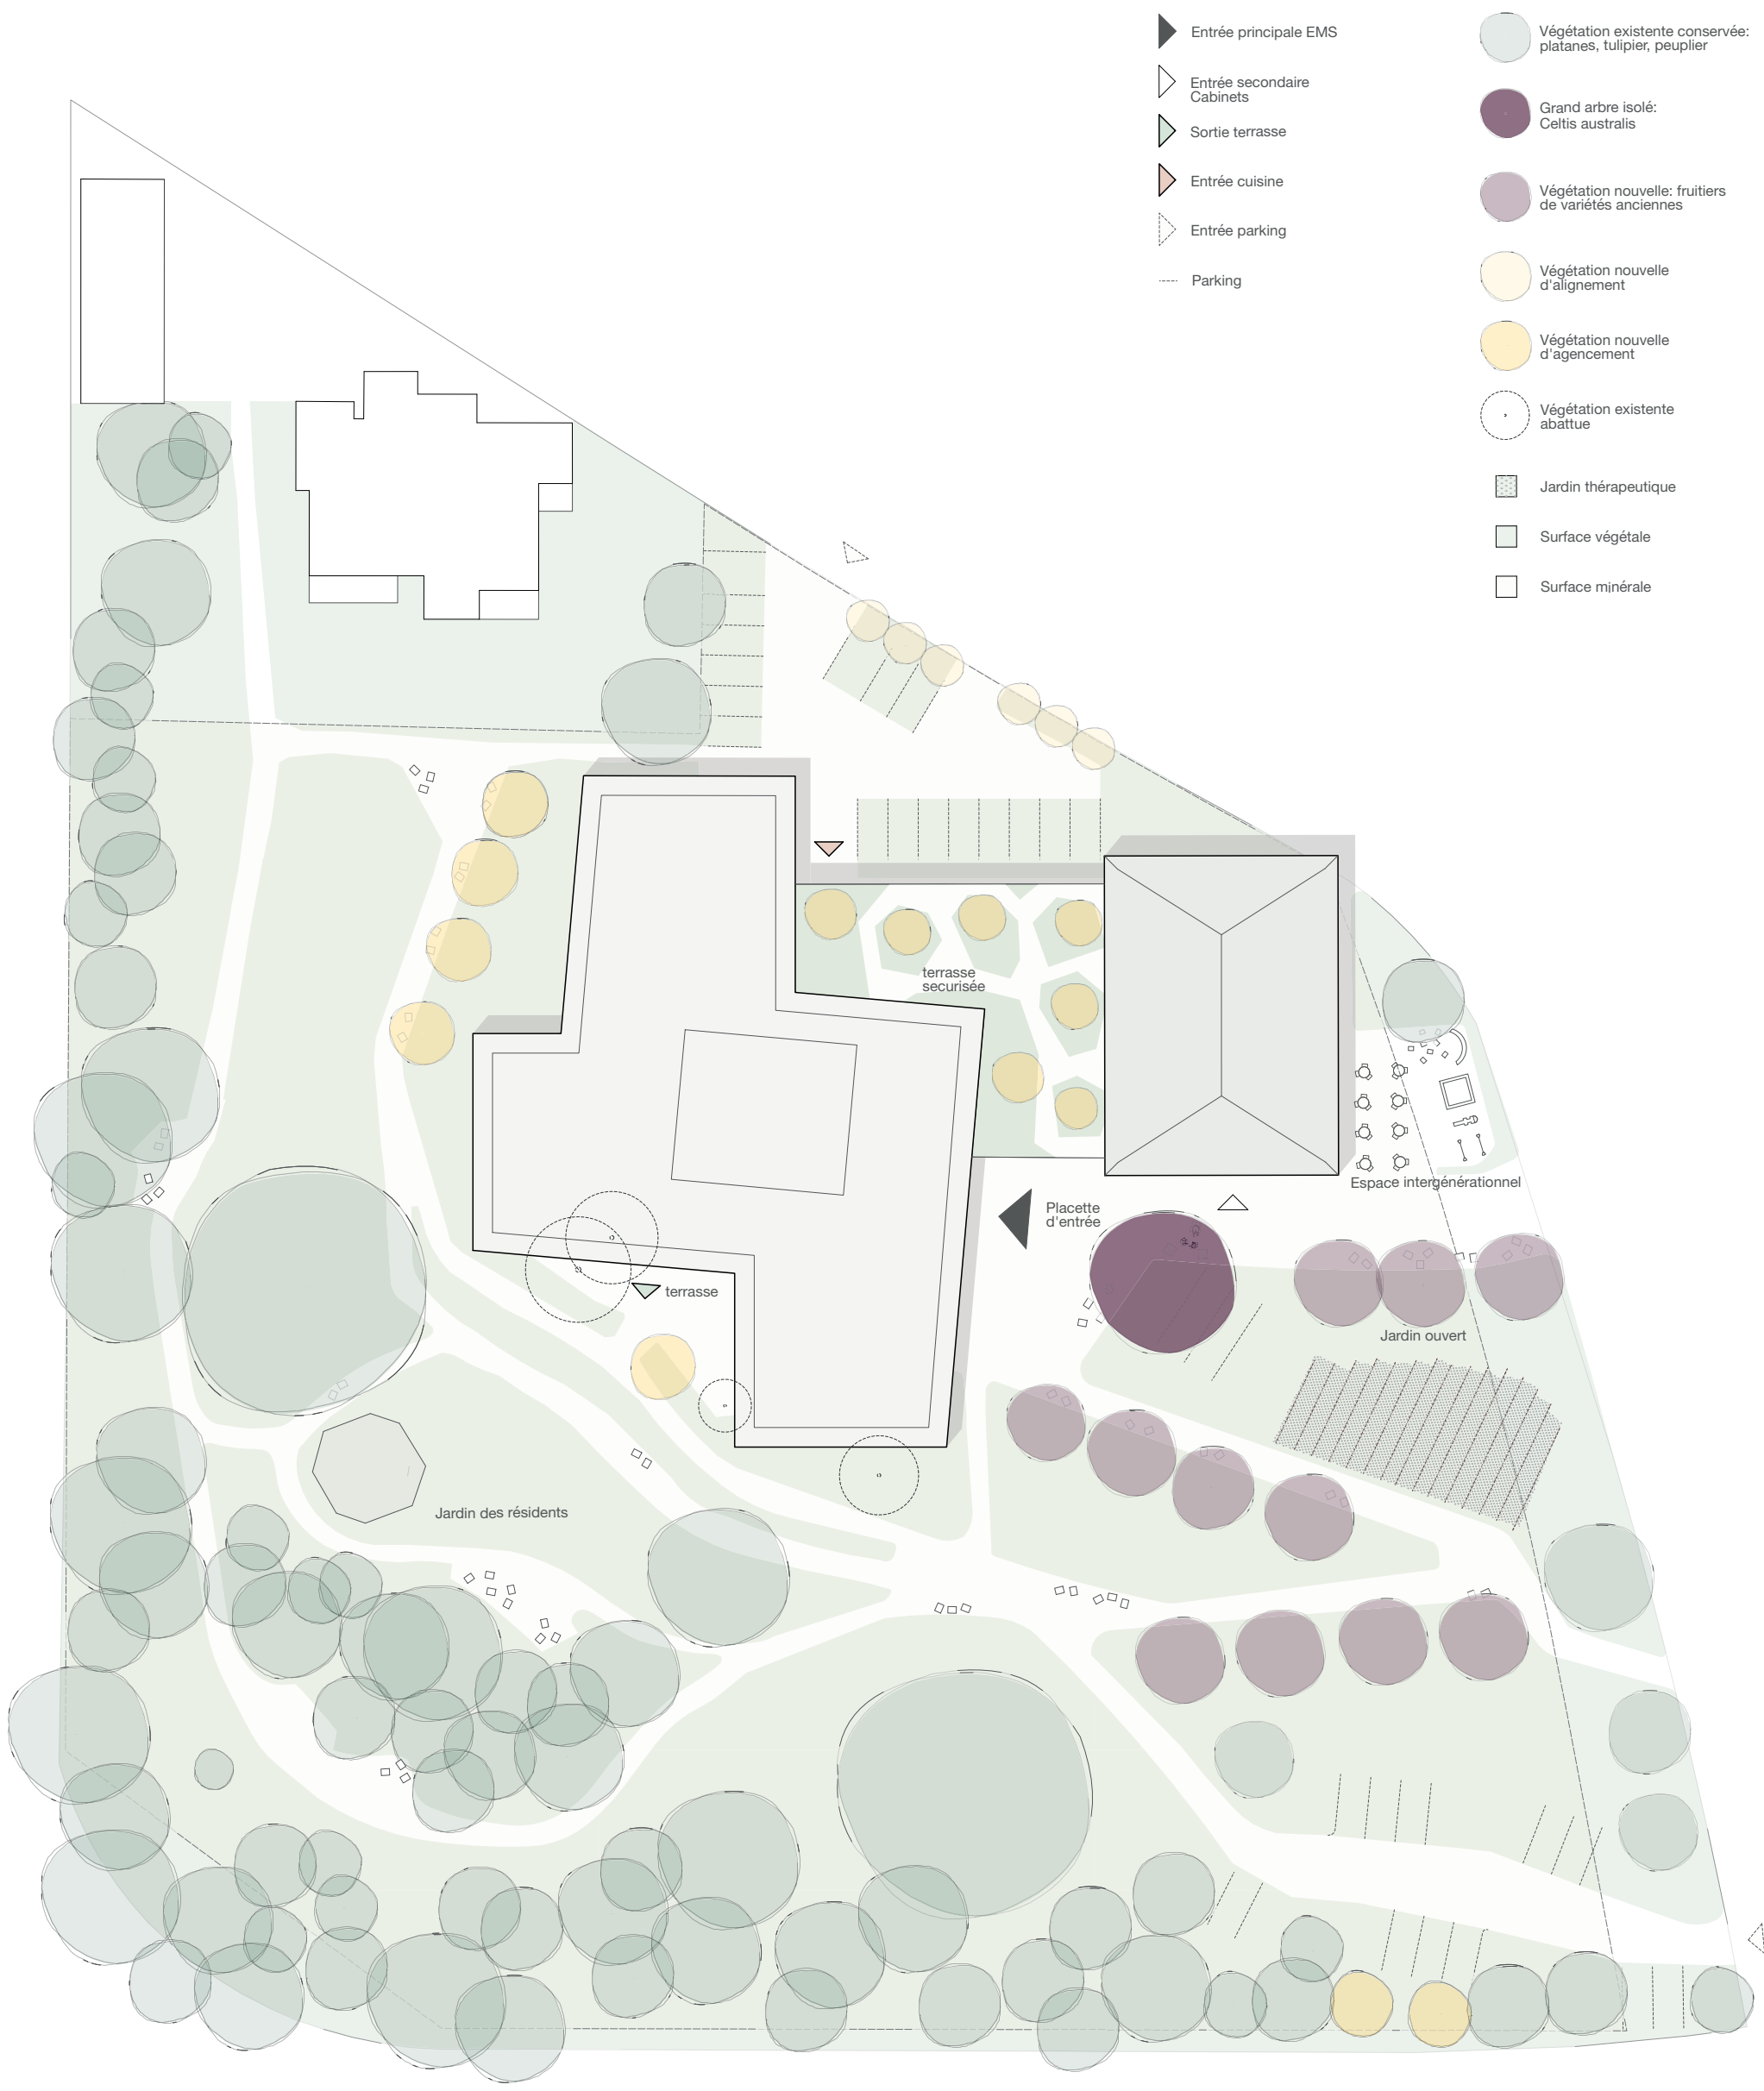 Entrée principale EMS
Entrée secondaire
Cabinets
Sortie terrasse
Entrée cuisine
Entrée parking
Parking
Végétation existente conservée:
platanes, tulipier, peuplier
Grand arbre isolé:
Celtis australis
Végétation nouvelle: fruitiers
de variétés anciennes
Végétation nouvelle
d'alignement
Végétation nouvelle
d'agencement
Végétation existente
abattue
Jardin thérapeutique
Surface végétale
Surface minérale
terrasse
securisée
Espace intergénérationnel
Placette
d'entrée
terrasse
Jardin ouvert
Jardin des résidents